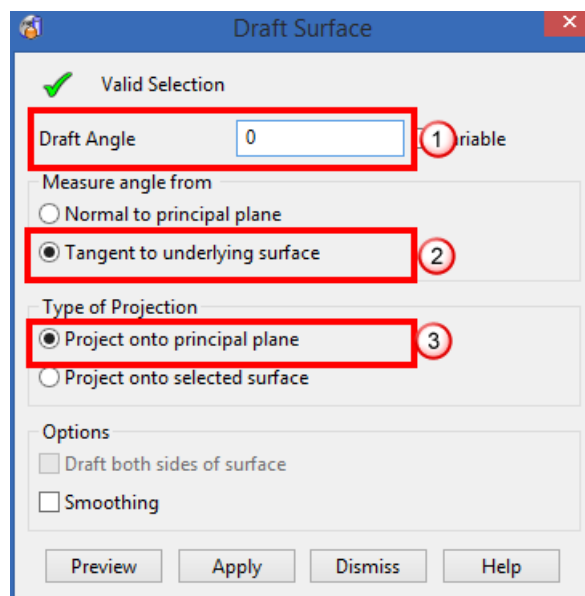 Draft Surface
Valid Selection
Draft Angle 0 1 ariable
Measure angle from
Normal to principal plane
Tangent to underlying surface 2
Type of Projection
Project onto principal plane 3
Project onto selected surface
Options
Draft both sides of surface
Smoothing
Preview Apply Dismiss Help